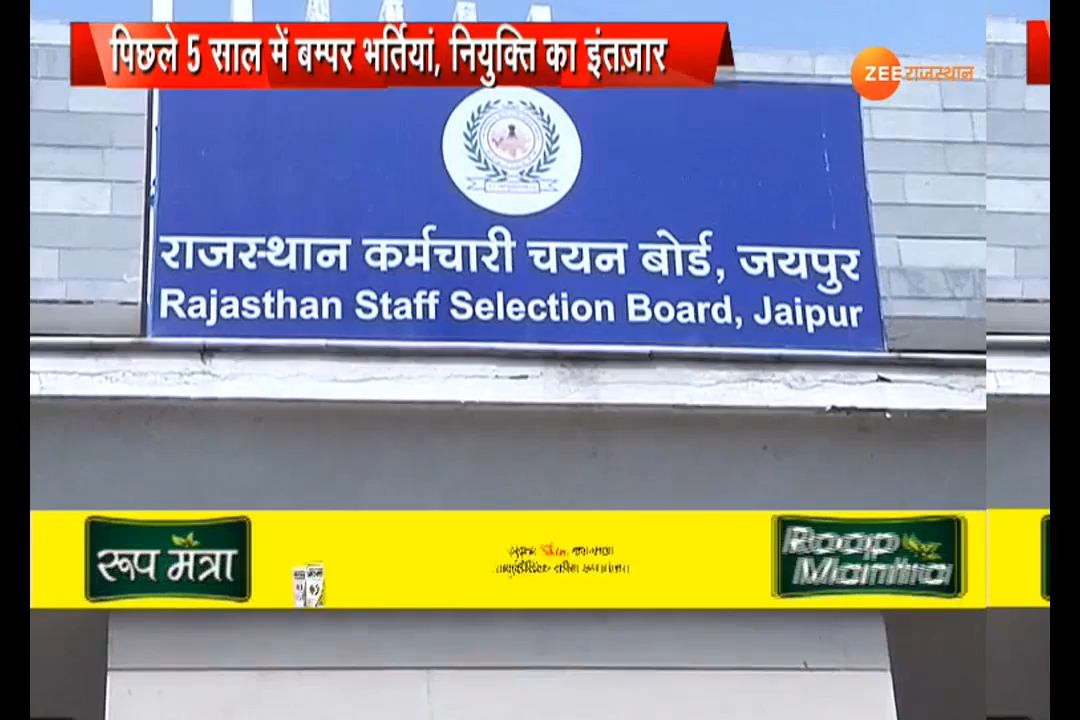 पिछले 5 साल में बम्पर भर्तियां, नियुक्ति का इंतज़ार
ZEE राजस्थान
राजस्थान कर्मचारी चयन बोर्ड, जयपुर
Rajasthan Staff Selection Board, Jaipur
रूप मंत्रा
Roop Mantra